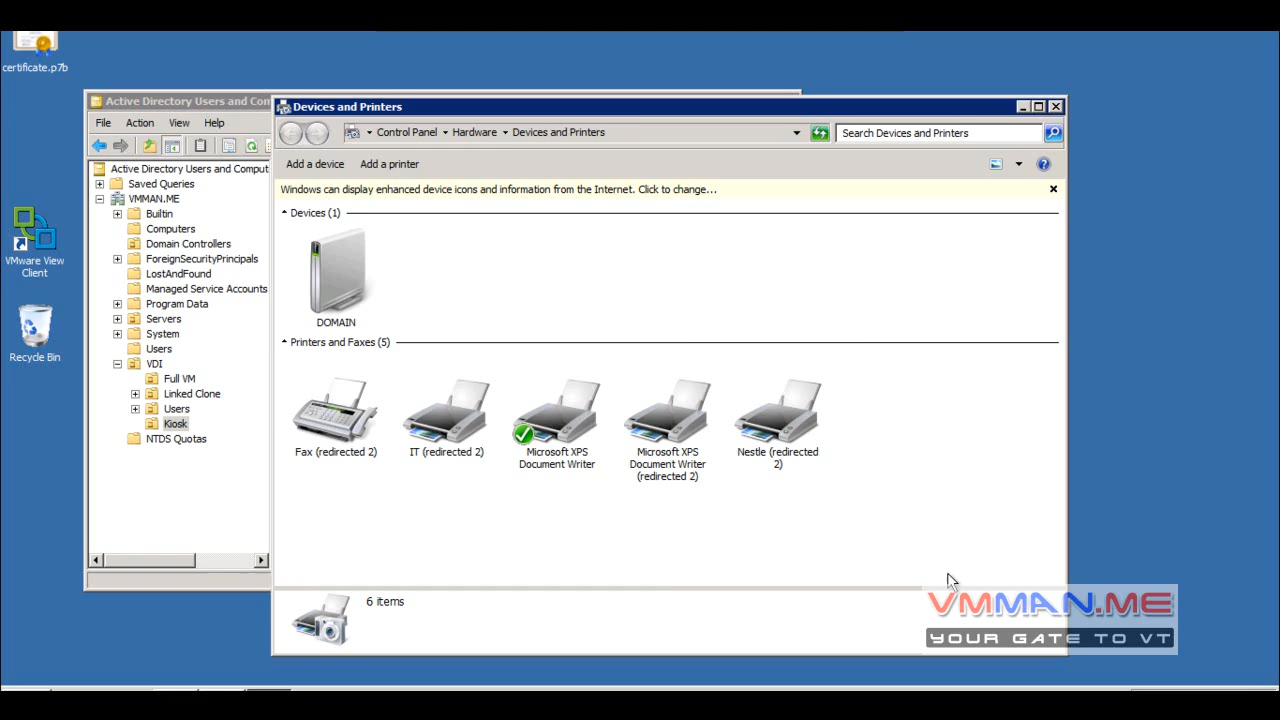 certificate.p7b
Active Directory Users and Com
Devices and Printers
File Action View Help
Control Panel Hardware Devices and Printers
Search Devices and Printers
Add a device Add a printer
Windows can display enhanced device icons and information from the Internet. Click to change...
Active Directory Users and Comput
Saved Queries
VMMAN.ME
Builtin
Computers
Domain Controllers
ForeignSecurityPrincipals
LostAndFound
Managed Service Accounts
Program Data
Servers
System
Users
VDI
Full VM
Linked Clone
Users
Kiosk
NTDS Quotas
VMware View
Client
Recycle Bin
Devices (1)
DOMAIN
Printers and Faxes (5)
Fax (redirected 2)
IT (redirected 2)
Microsoft XPS
Document Writer
Microsoft XPS
Document Writer
(redirected 2)
Nestle (redirected
2)
6 items
VMMAN.ME
YOUR GATE TO VT